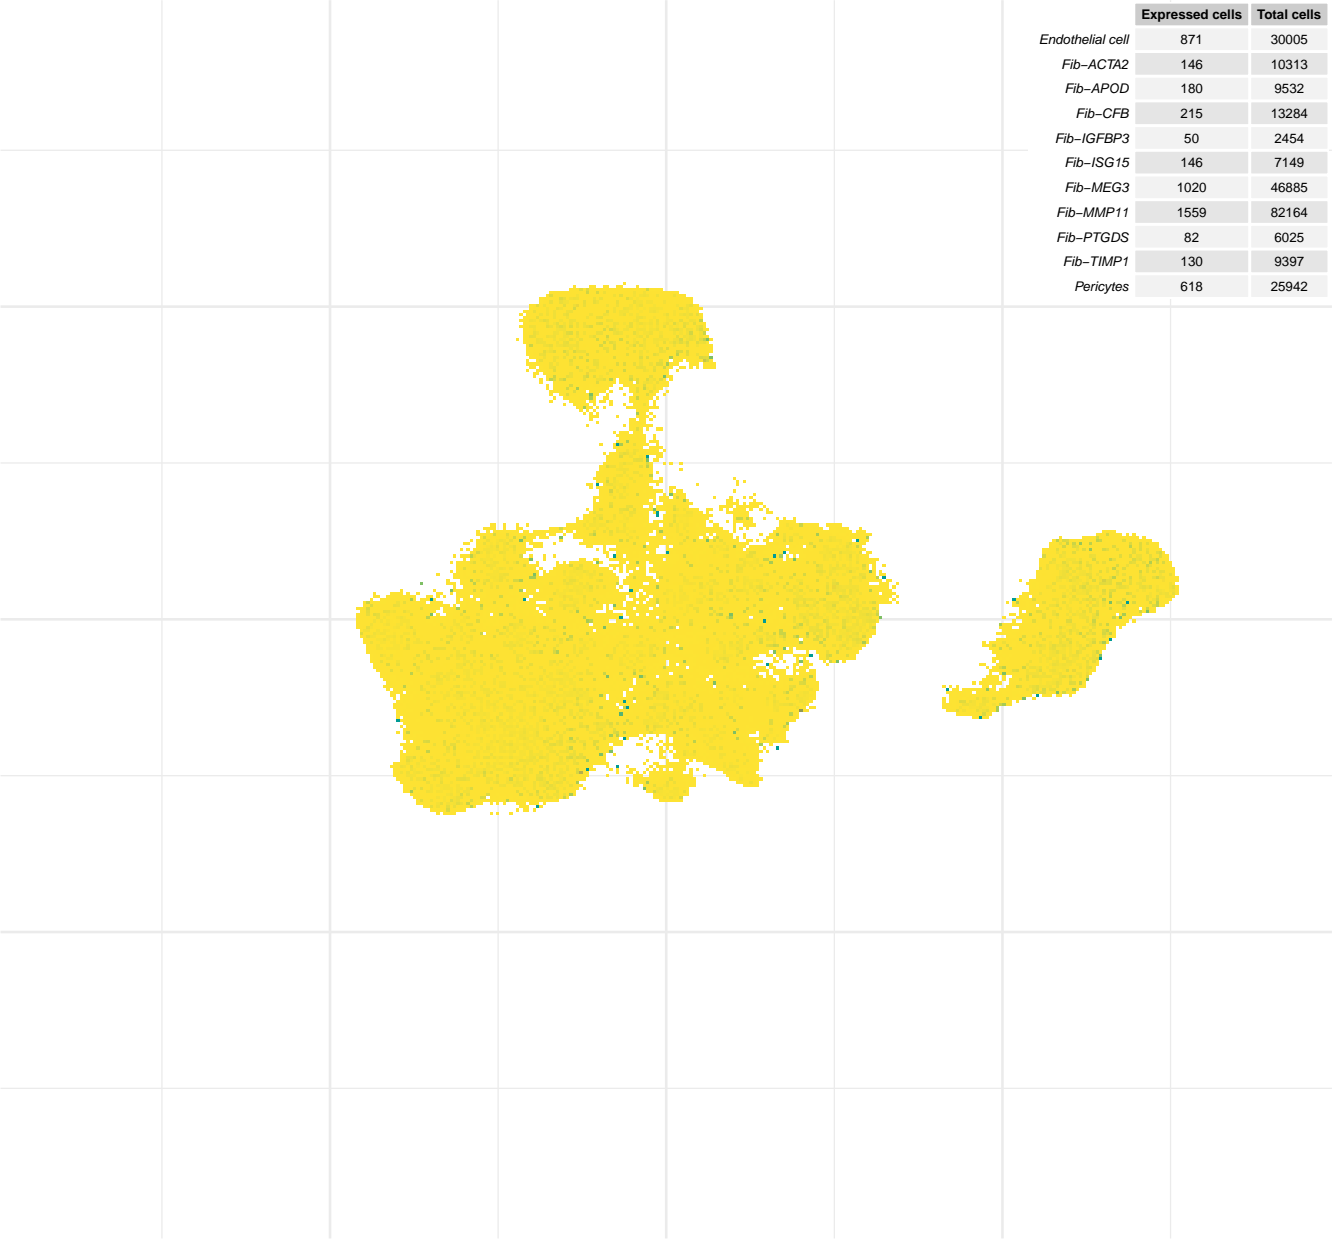 Expressed cells Total cells
Endothelial cell 871 30005
Fib−ACTA2 146 10313
Fib−APOD 180 9532
Fib−CFB 215 13284
Fib−IGFBP3 50 2454
Fib−ISG15 146 7149
Fib−MEG3 1020 46885
Fib−MMP11 1559 82164
Fib−PTGDS 82 6025
Fib−TIMP1 130 9397
Pericytes 618 25942